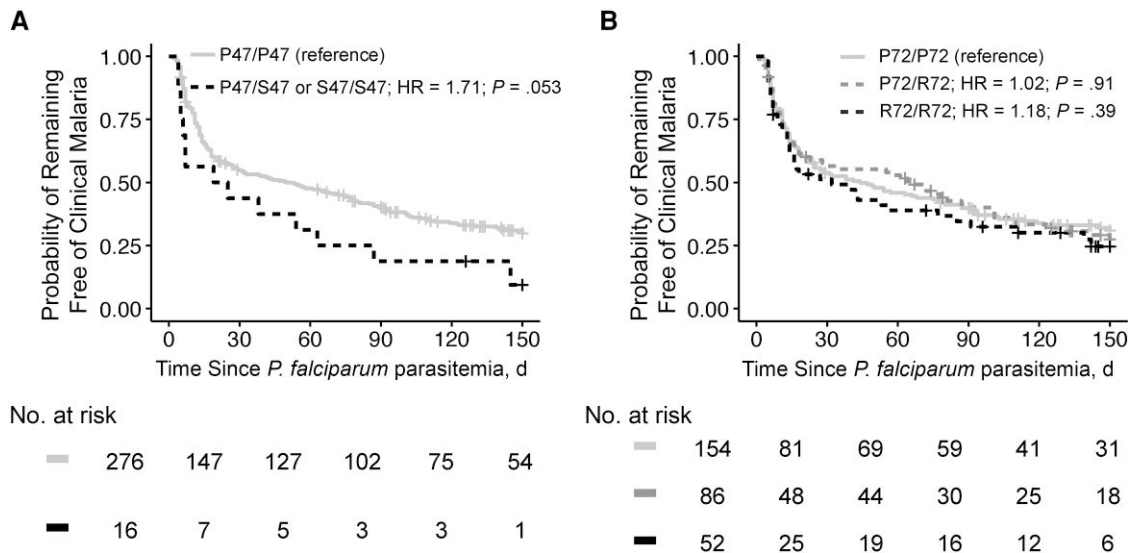 A
P47/P47 (reference)
P47/S47 or S47/S47; HR = 1.71; P = .053
Probability of Remaining
Free of Clinical Malaria
1.00
0.75
0.50
0.25
0.00
0 30 60 90 120 150
Time Since P. falciparum parasitemia, d
No. at risk
276 147 127 102 75 54
16 7 5 3 3 1
B
P72/P72 (reference)
P72/R72; HR = 1.02; P = .91
R72/R72; HR = 1.18; P = .39
Probability of Remaining
Free of Clinical Malaria
1.00
0.75
0.50
0.25
0.00
0 30 60 90 120 150
Time Since P. falciparum parasitemia, d
No. at risk
154 81 69 59 41 31
86 48 44 30 25 18
52 25 19 16 12 6